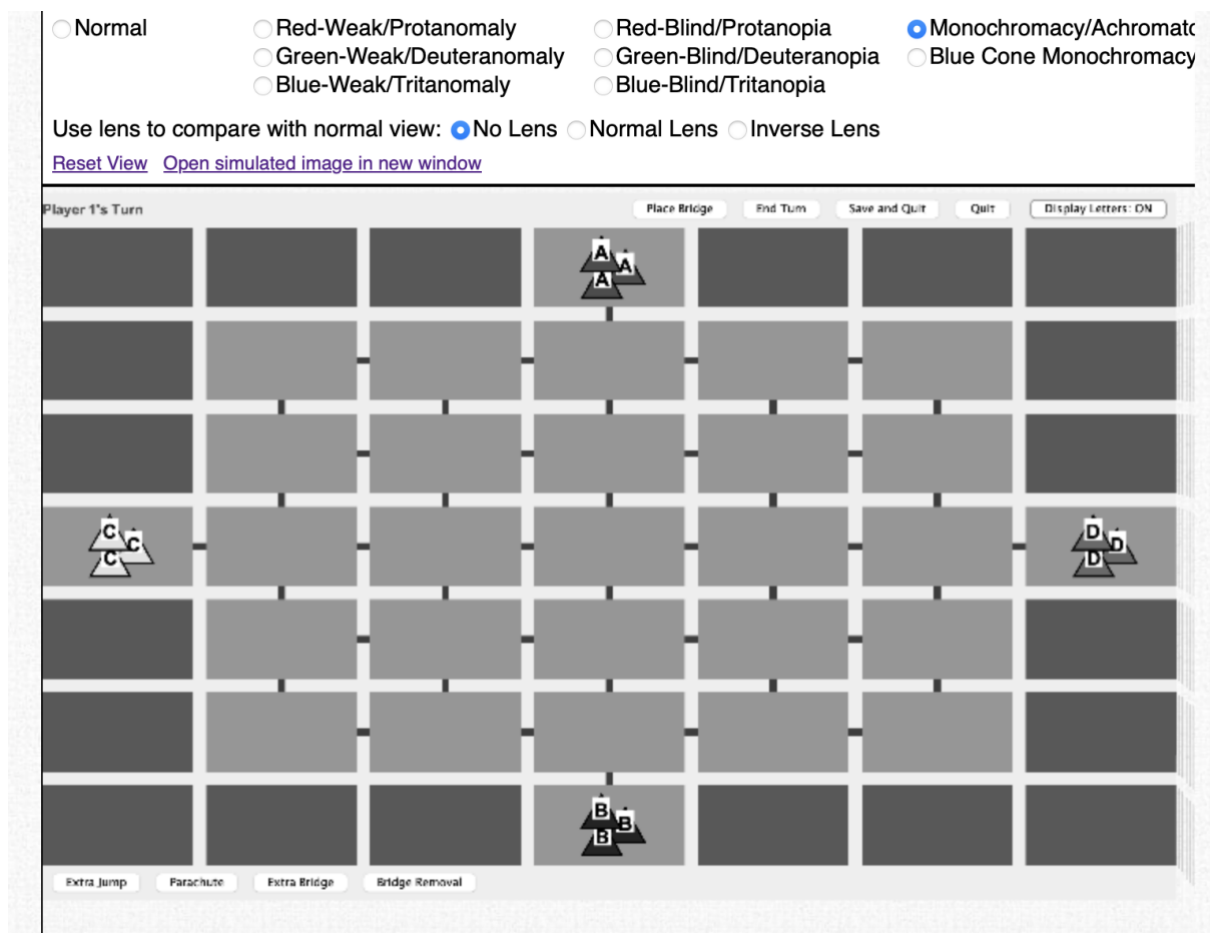 Normal Red-Weak/Protanomaly Red-Blind/Protanopia Monochromacy/Achromato
Green-Weak/Deuteranomaly Green-Blind/Deuteranopia Blue Cone Monochromacy
Blue-Weak/Tritanomaly Blue-Blind/Tritanopia
Use lens to compare with normal view: No Lens Normal Lens Inverse Lens
Reset View Open simulated image in new window
Player 1's Turn Place Bridge End Turn Save and Quit Quit Display Letters: ON
A
A
A
C
C
C
D
D
D
B
B
B
Extra Jump Parachute Extra Bridge Bridge Removal